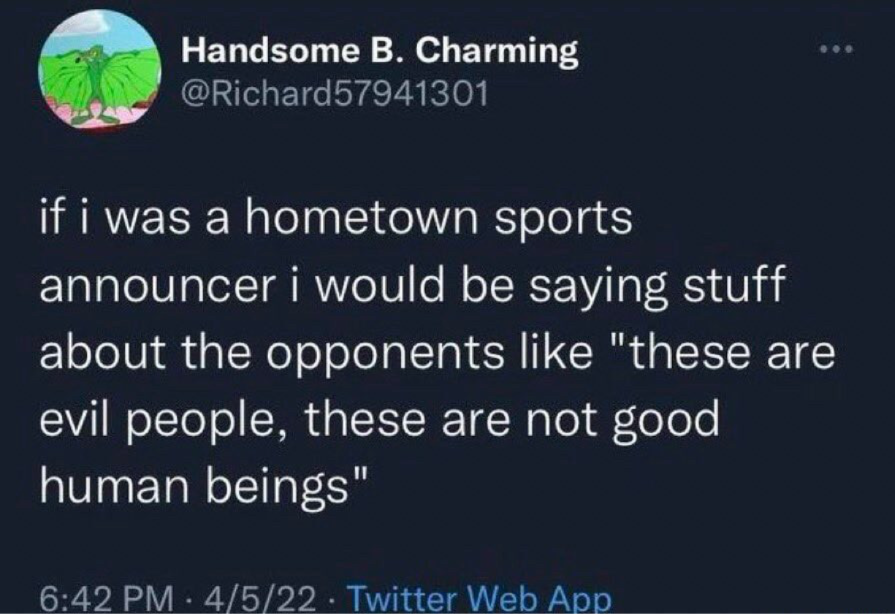 Handsome B. Charming
@Richard57941301
if i was a hometown sports
announcer i would be saying stuff
about the opponents like "these are
evil people, these are not good
human beings"
6:42 PM · 4/5/22 · Twitter Web App